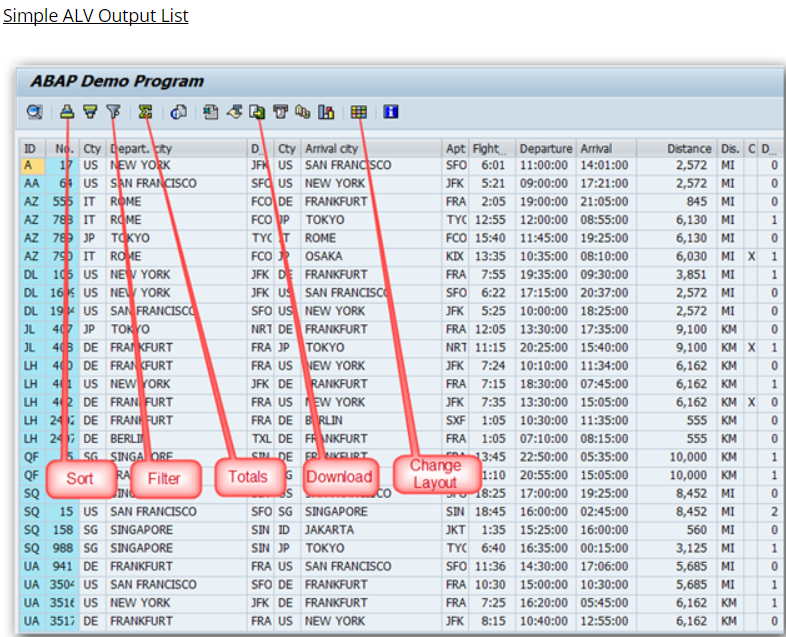 Simple ALV Output List
ABAP Demo Program
ID No. Cty Depart. city D... Cty Arrival city Apt Flght... Departure Arrival Distance Dis. C D...
A 17 US NEW YORK JFK US SAN FRANCISCO SFO 6:01 11:00:00 14:01:00 2,572 MI 0
AA 64 US SAN FRANCISCO SFO US NEW YORK JFK 5:21 09:00:00 17:21:00 2,572 MI 0
AZ 555 IT ROME FCO DE FRANKFURT FRA 2:05 19:00:00 21:05:00 845 MI 0
AZ 788 IT ROME FCO JP TOKYO TYO 12:55 12:00:00 08:55:00 6,130 MI 1
AZ 789 JP TOKYO TYO IT ROME FCO 15:40 11:45:00 19:25:00 6,130 MI 0
AZ 790 IT ROME FCO JP OSAKA KIX 13:35 10:35:00 08:10:00 6,030 MI X 1
DL 106 US NEW YORK JFK DE FRANKFURT FRA 7:55 19:35:00 09:30:00 3,851 MI 1
DL US NEW YORK JFK US SAN FRANCISCO SFO 6:22 17:15:00 20:37:00 2,572 MI 0
DL US SAN FRANCISCO SFO US NEW YORK JFK 5:25 10:00:00 18:25:00 2,572 MI 0
JL 407 JP TOKYO NRT DE FRANKFURT FRA 12:05 13:30:00 17:35:00 9,100 KM 0
JL 408 DE FRANKFURT FRA JP TOKYO NRT 11:15 20:25:00 15:40:00 9,100 KM X 1
LH 400 DE FRANKFURT FRA US NEW YORK JFK 7:24 10:10:00 11:34:00 6,162 KM 0
LH 401 US NEW YORK JFK DE FRANKFURT FRA 7:15 18:30:00 07:45:00 6,162 KM 1
LH 402 DE FRANKFURT FRA US NEW YORK JFK 7:35 13:30:00 15:05:00 6,162 KM X 0
LH DE FRANKFURT FRA DE BERLIN SXF 1:05 10:30:00 11:35:00 555 KM 0
LH DE BERLIN TXL DE FRANKFURT FRA 1:05 07:10:00 08:15:00 555 KM 0
QF SG SINGAPORE SIN DE FRANKFURT FRA 13:45 22:50:00 05:35:00 10,000 KM 1
QF 20:55:00 15:05:00 10,000 KM 1
SQ SFO 18:25 17:00:00 19:25:00 8,452 MI 0
SQ 15 US SAN FRANCISCO SFO SG SINGAPORE SIN 18:45 16:00:00 02:45:00 8,452 MI 2
SQ 158 SG SINGAPORE SIN ID JAKARTA JKT 1:35 15:25:00 16:00:00 560 MI 0
SQ 988 SG SINGAPORE SIN JP TOKYO TYO 6:40 16:35:00 00:15:00 3,125 MI 1
UA 941 DE FRANKFURT FRA US SAN FRANCISCO SFO 11:36 14:30:00 17:06:00 5,685 MI 0
UA 3504 US SAN FRANCISCO SFO DE FRANKFURT FRA 10:30 15:00:00 10:30:00 5,685 MI 1
UA 3516 US NEW YORK JFK DE FRANKFURT FRA 7:25 16:20:00 05:45:00 6,162 KM 1
UA 3517 DE FRANKFURT FRA US NEW YORK JFK 8:15 10:40:00 12:55:00 6,162 KM 0
Sort
Filter
Totals
Download
Change
Layout